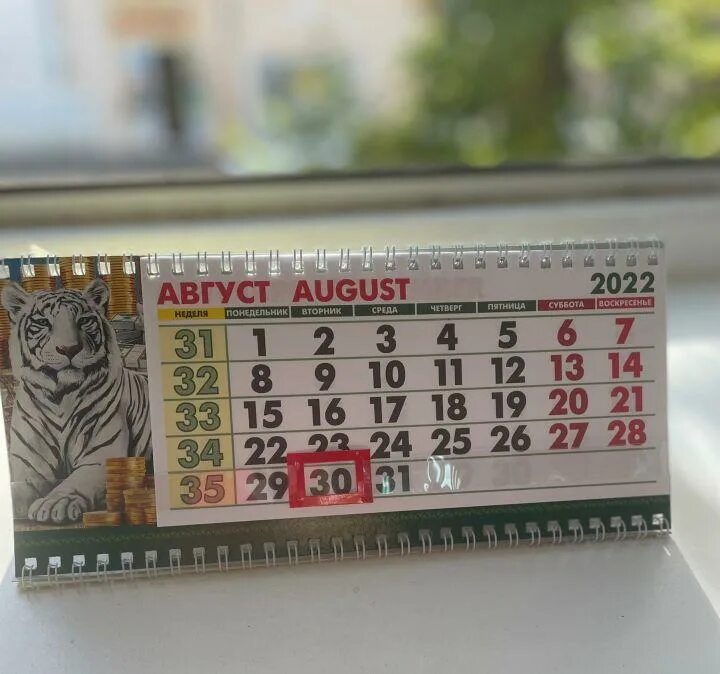 АВГУСТ AUGUST 2022
НЕДЕЛЯ ПОНЕДЕЛЬНИК ВТОРНИК СРЕДА ЧЕТВЕРГ ПЯТНИЦА СУББОТА ВОСКРЕСЕНЬЕ
31 1 2 3 4 5 6 7
32 8 9 10 11 12 13 14
33 15 16 17 18 19 20 21
34 22 23 24 25 26 27 28
35 29 30 31